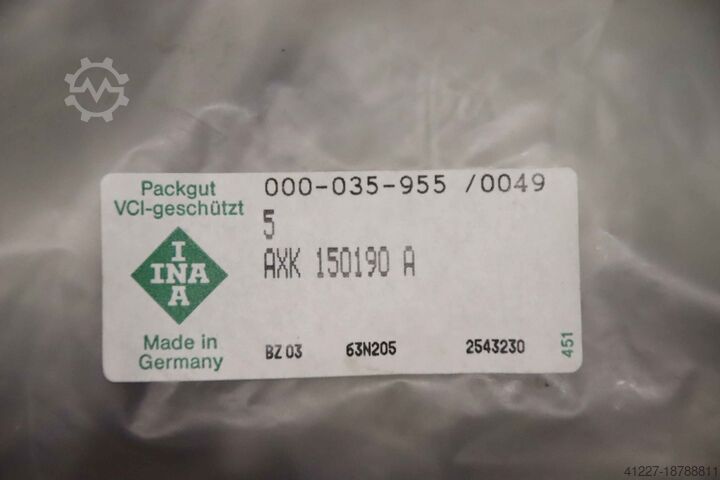 Packgut
VCI-geschützt
000-035-955 /0049
5
AXK 150190 A
INA
INA
Made in
Germany
BZ 03 63N205 2543230
451
41227-18788811